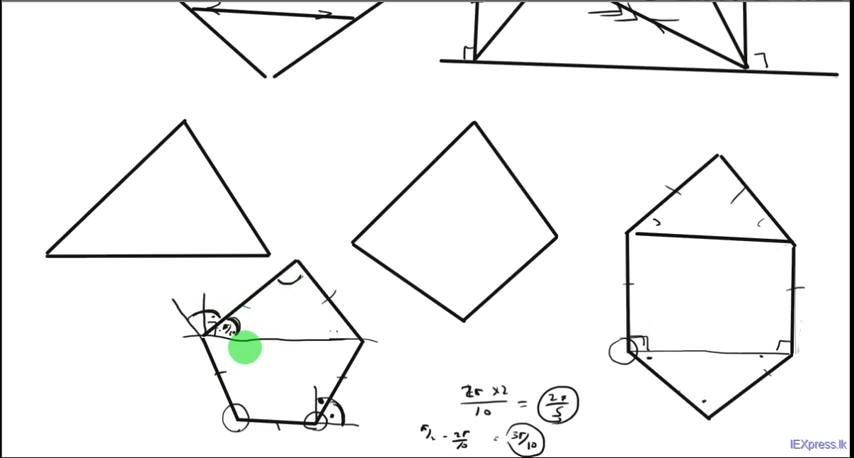 2π × 2 / 10 = 2π/5
π/2 - 2π/10 = 3π/10
IEXpress.lk